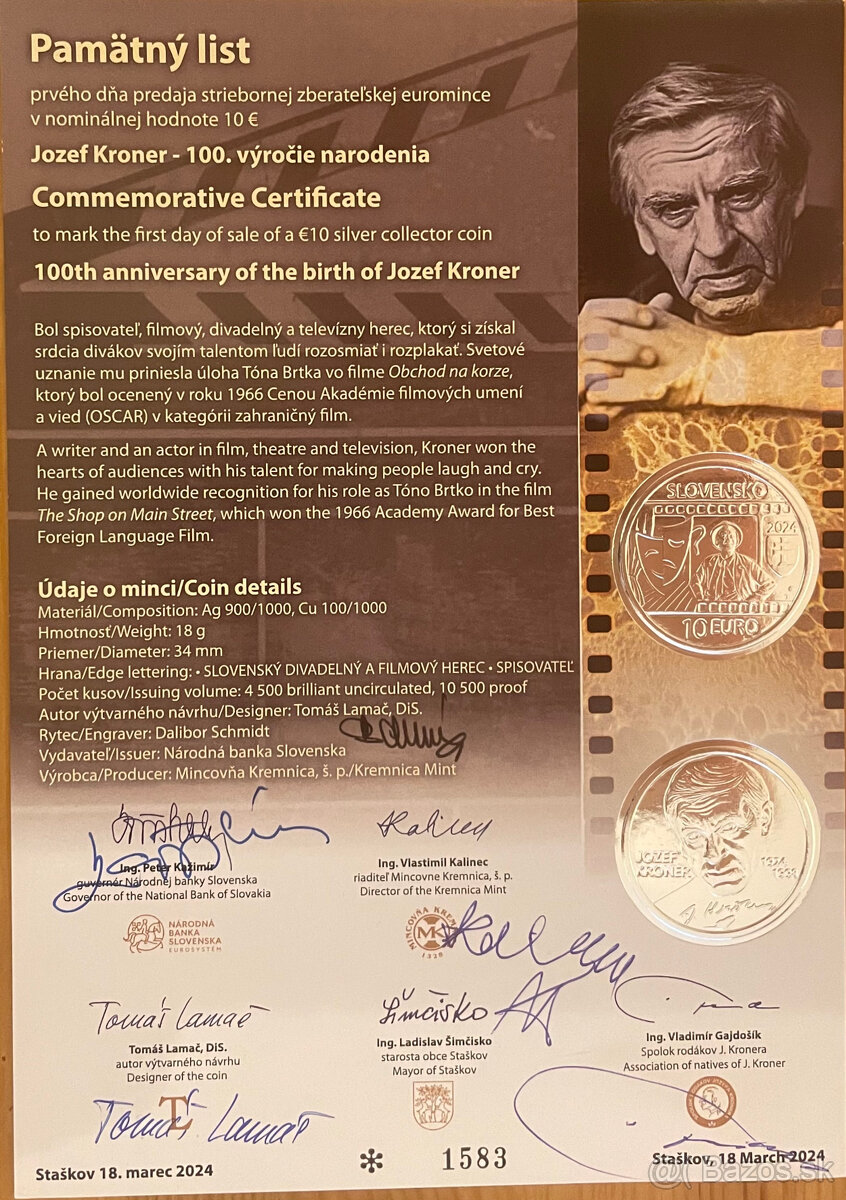 Pamätný list
prvého dňa predaja striebornej zberateľskej euromince
v nominálnej hodnote 10 €
Jozef Kroner - 100. výročie narodenia
Commemorative Certificate
to mark the first day of sale of a €10 silver collector coin
100th anniversary of the birth of Jozef Kroner
Bol spisovateľ, filmový, divadelný a televízny herec, ktorý si získal
srdcia divákov svojím talentom ľudí rozosmiať i rozplakať. Svetové
uznanie mu priniesla úloha Tóna Brtka vo filme Obchod na korze,
ktorý bol ocenený v roku 1966 Cenou Akadémie filmových umení
a vied (OSCAR) v kategórii zahraničný film.
A writer and an actor in film, theatre and television, Kroner won the
hearts of audiences with his talent for making people laugh and cry.
He gained worldwide recognition for his role as Tóno Brtko in the film
The Shop on Main Street, which won the 1966 Academy Award for Best
Foreign Language Film.
SLOVENSKO
2024
10 EURO
Údaje o minci/Coin details
Materiál/Composition: Ag 900/1000, Cu 100/1000
Hmotnosť/Weight: 18 g
Priemer/Diameter: 34 mm
Hrana/Edge lettering: • SLOVENSKÝ DIVADELNÝ A FILMOVÝ HEREC • SPISOVATEĽ
Počet kusov/Issuing volume: 4 500 brilliant uncirculated, 10 500 proof
Autor výtvarného návrhu/Designer: Tomáš Lamač, DiS.
Rytec/Engraver: Dalibor Schmidt
Vydavateľ/Issuer: Národná banka Slovenska
Výrobca/Producer: Mincovňa Kremnica, š. p./Kremnica Mint
JOZEF
KRONER
1924
1998
Kalinec
Ing. Peter Kažimír
guvernér Národnej banky Slovenska
Governor of the National Bank of Slovakia
Ing. Vlastimil Kalinec
riaditeľ Mincovne Kremnica, š. p.
Director of the Kremnica Mint
NÁRODNÁ
BANKA
SLOVENSKA
EUROSYSTÉM
MINCOVŇA KREM
MK
1328
Tomáš Lamač
Šimčisko
Tomáš Lamač, DiS.
autor výtvarného návrhu
Designer of the coin
Ing. Ladislav Šimčisko
starosta obce Staškov
Mayor of Staškov
Ing. Vladimír Gajdošík
Spolok rodákov J. Kronera
Association of natives of J. Kroner
Tomáš Lamač
Staškov 18. marec 2024
1583
Staškov, 18 March 2024
Bazos.sk